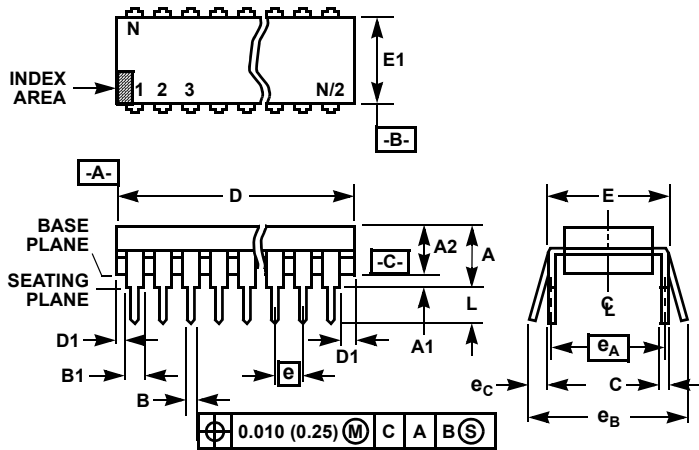 N
INDEX
AREA
1 2 3 N/2
E1
-B-
-A-
D
E
BASE
PLANE
A2
A
-C-
SEATING
PLANE
L
℄
D1
A1
D1
eA
B1
e
eC
C
B
eB
0.010 (0.25) Ⓜ C A B Ⓢ